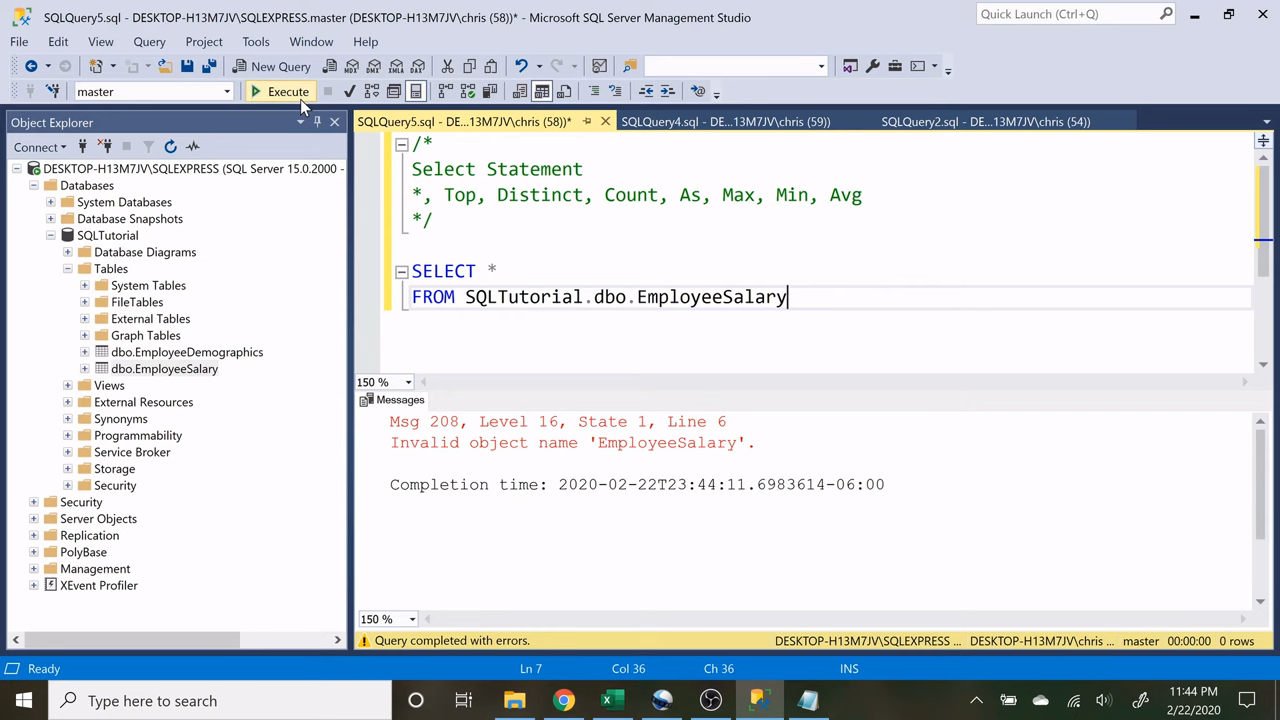 SQLQuery5.sql - DESKTOP-H13M7JV\SQLEXPRESS.master (DESKTOP-H13M7JV\chris (58))* - Microsoft SQL Server Management Studio
Quick Launch (Ctrl+Q)
File Edit View Query Project Tools Window Help
New Query
MDX DMX XMLA DAX
master
Execute
Object Explorer
Connect
DESKTOP-H13M7JV\SQLEXPRESS (SQL Server 15.0.2000 -
Databases
System Databases
Database Snapshots
SQLTutorial
Database Diagrams
Tables
System Tables
FileTables
External Tables
Graph Tables
dbo.EmployeeDemographics
dbo.EmployeeSalary
Views
External Resources
Synonyms
Programmability
Service Broker
Storage
Security
Security
Server Objects
Replication
PolyBase
Management
XEvent Profiler
SQLQuery5.sql - DE...13M7JV\chris (58))* SQLQuery4.sql - DE...13M7JV\chris (59)) SQLQuery2.sql - DE...13M7JV\chris (54))
/*
Select Statement
*, Top, Distinct, Count, As, Max, Min, Avg
*/
SELECT *
FROM SQLTutorial.dbo.EmployeeSalary
150 %
Messages
Msg 208, Level 16, State 1, Line 6
Invalid object name 'EmployeeSalary'.
Completion time: 2020-02-22T23:44:11.6983614-06:00
150 %
Query completed with errors. DESKTOP-H13M7JV\SQLEXPRESS ... DESKTOP-H13M7JV\chris ... master 00:00:00 0 rows
Ready Ln 7 Col 36 Ch 36 INS
Type here to search
11:44 PM
2/22/2020